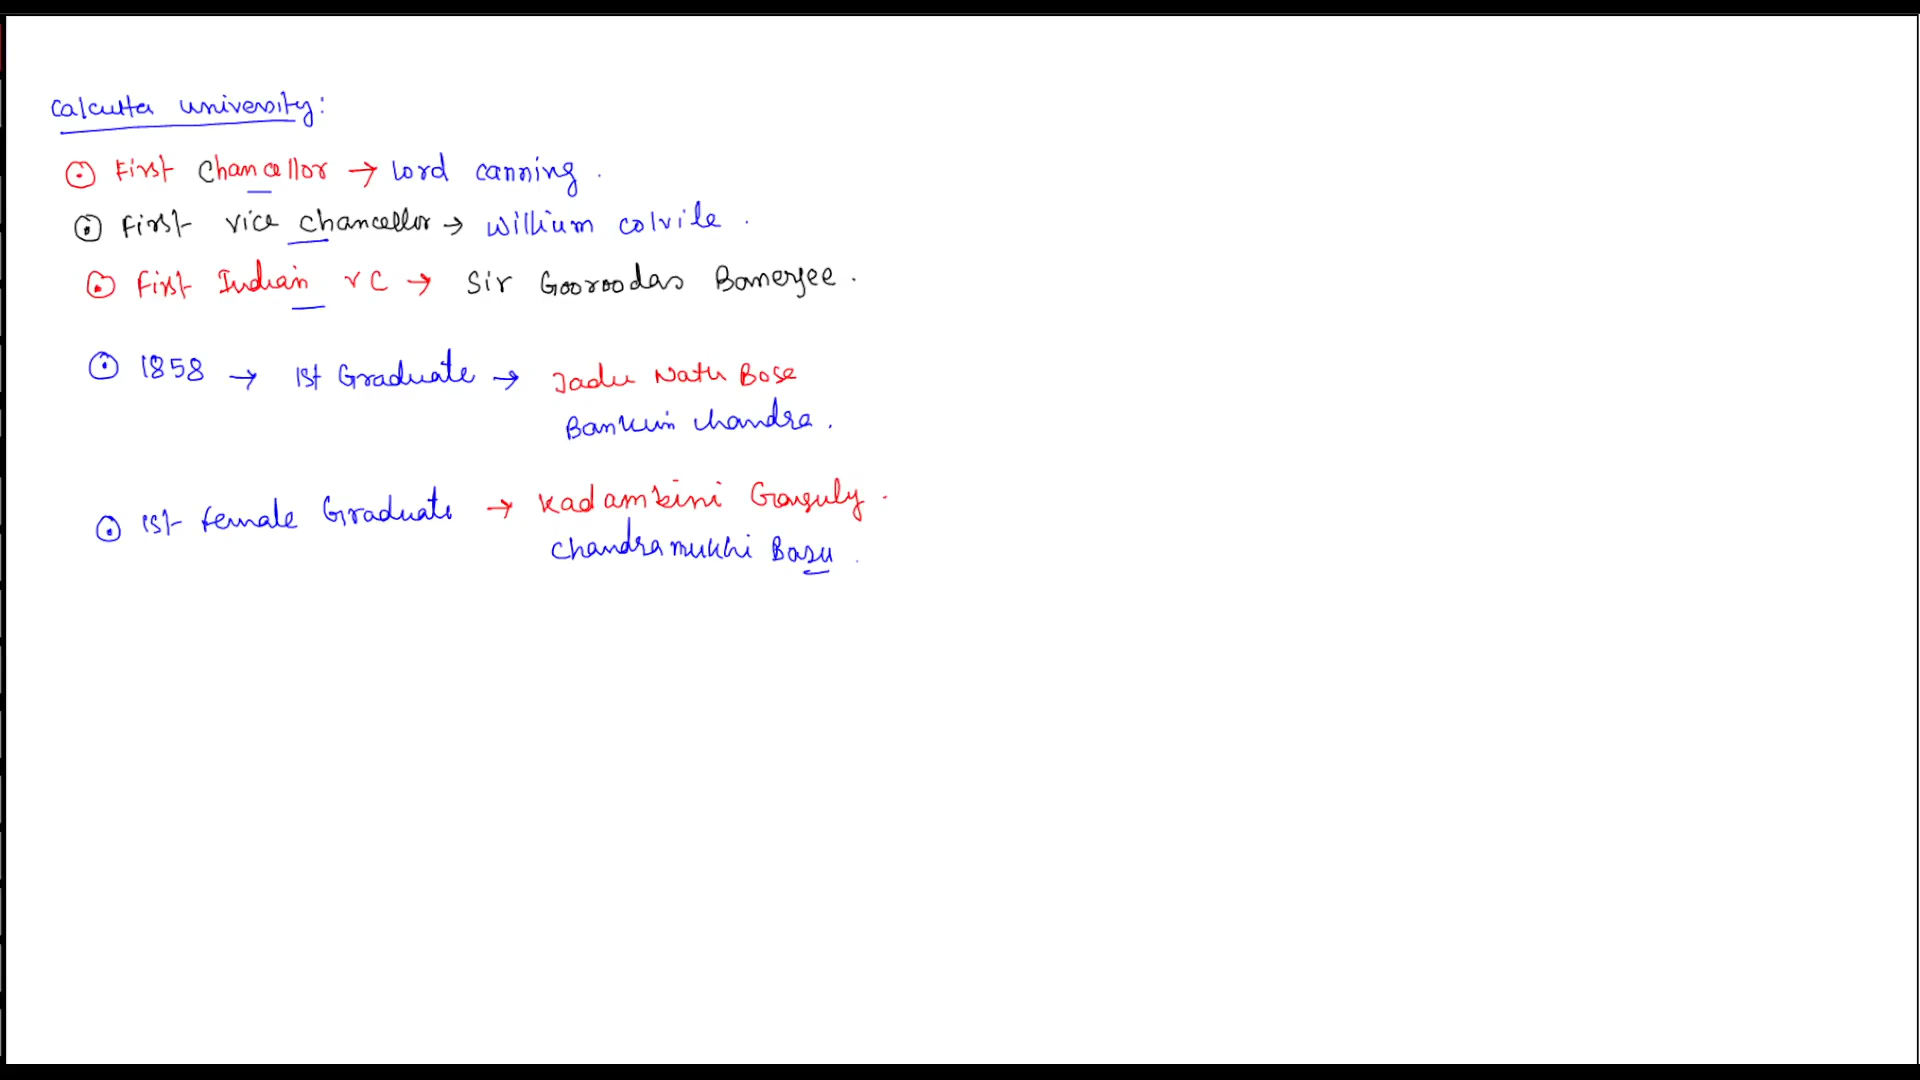 Calcutta university:
First Chancellor → Lord Canning.
First Vice Chancellor → Willium Colvile.
First Indian VC → Sir Gooroodas Banerjee.
1858 → 1st Graduate → Jadu Nath Bose
Bankim Chandra.
1st female Graduate → Kadambini Ganguly.
Chandramukhi Basu.